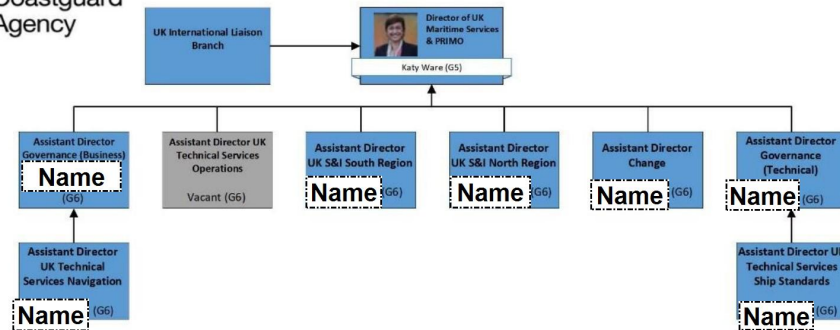 Agency
UK International Liaison
Branch
Director of UK
Maritime Services
& PRIMO
Katy Ware (G5)
Assistant Director
Governance (Business)
Name
(G6)
Assistant Director UK
Technical Services
Operations
Vacant (G6)
Assistant Director
UK S&I South Region
Name (G6)
Assistant Director
UK S&I North Region
Name (G6)
Assistant Director
Change
Name (G6)
Assistant Director
Governance
(Technical)
Name (G6)
Assistant Director
UK Technical
Services Navigation
Name (G6)
Assistant Director UK
Technical Services
Ship Standards
Name (G6)